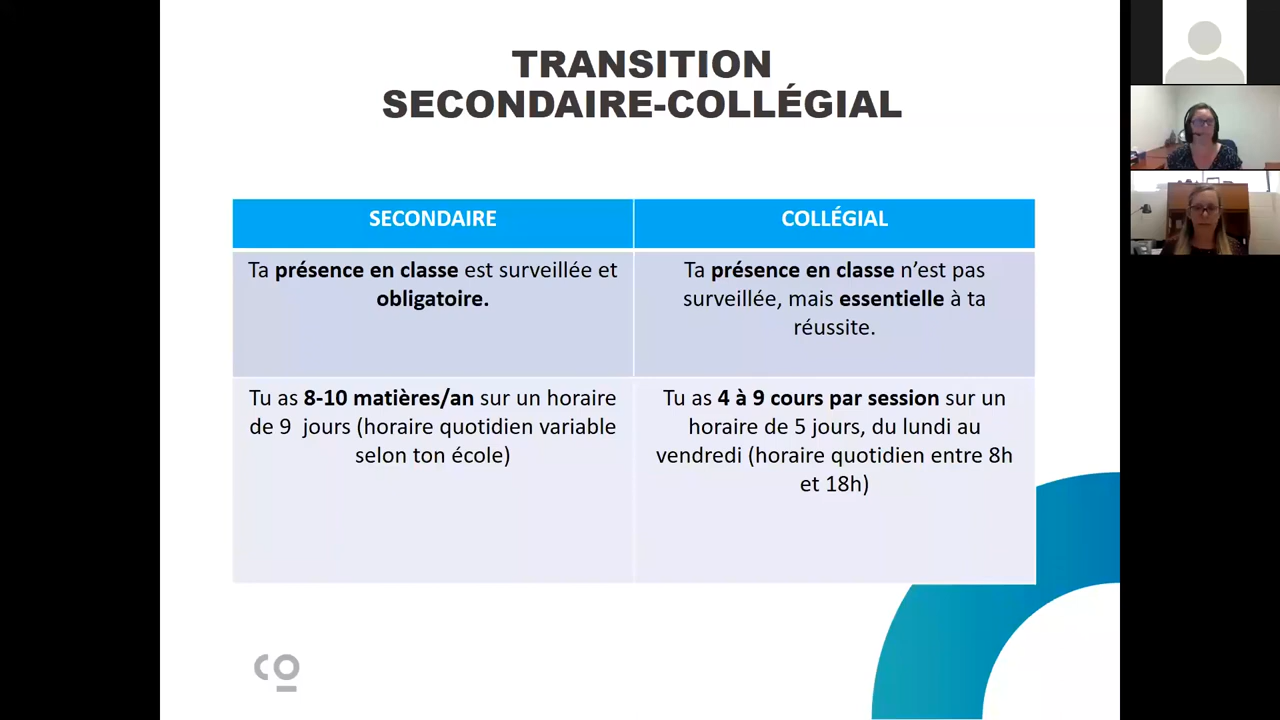 TRANSITION
SECONDAIRE-COLLÉGIAL
SECONDAIRE
COLLÉGIAL
Ta présence en classe est surveillée et
obligatoire.
Ta présence en classe n'est pas
surveillée, mais essentielle à ta
réussite.
Tu as 8-10 matières/an sur un horaire
de 9 jours (horaire quotidien variable
selon ton école)
Tu as 4 à 9 cours par session sur un
horaire de 5 jours, du lundi au
vendredi (horaire quotidien entre 8h
et 18h)
co